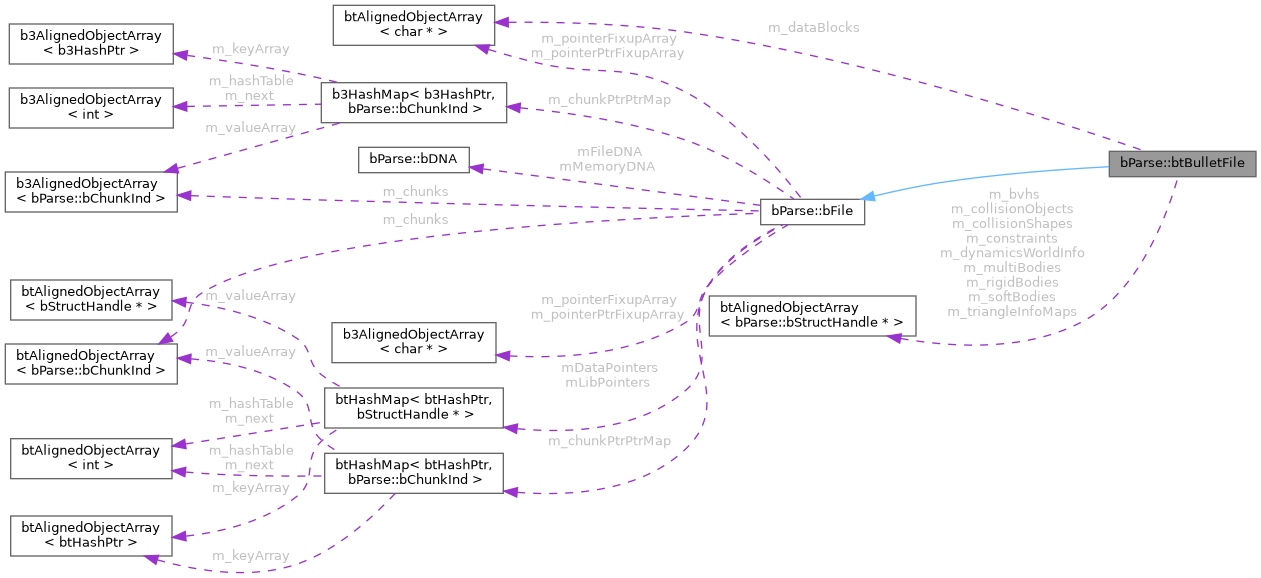 btAlignedObjectArray
< char * >
m_dataBlocks
b3AlignedObjectArray
< b3HashPtr >
m_keyArray
m_pointerFixupArray
m_pointerPtrFixupArray
m_hashTable
m_next
b3AlignedObjectArray
< int >
b3HashMap< b3HashPtr,
bParse::bChunkInd >
m_chunkPtrPtrMap
m_valueArray
bParse::bDNA
mFileDNA
mMemoryDNA
bParse::btBulletFile
b3AlignedObjectArray
< bParse::bChunkInd >
m_chunks
m_chunks
bParse::bFile
m_bvhs
m_collisionObjects
m_collisionShapes
m_constraints
m_dynamicsWorldInfo
m_multiBodies
m_rigidBodies
m_softBodies
m_triangleInfoMaps
btAlignedObjectArray
< bStructHandle * >
m_valueArray
m_pointerFixupArray
m_pointerPtrFixupArray
btAlignedObjectArray
< bParse::bStructHandle * >
b3AlignedObjectArray
< char * >
btAlignedObjectArray
< bParse::bChunkInd >
m_valueArray
mDataPointers
mLibPointers
btHashMap< btHashPtr,
bStructHandle * >
m_hashTable
m_next
m_chunkPtrPtrMap
btAlignedObjectArray
< int >
m_hashTable
m_next
btHashMap< btHashPtr,
bParse::bChunkInd >
m_keyArray
btAlignedObjectArray
< btHashPtr >
m_keyArray